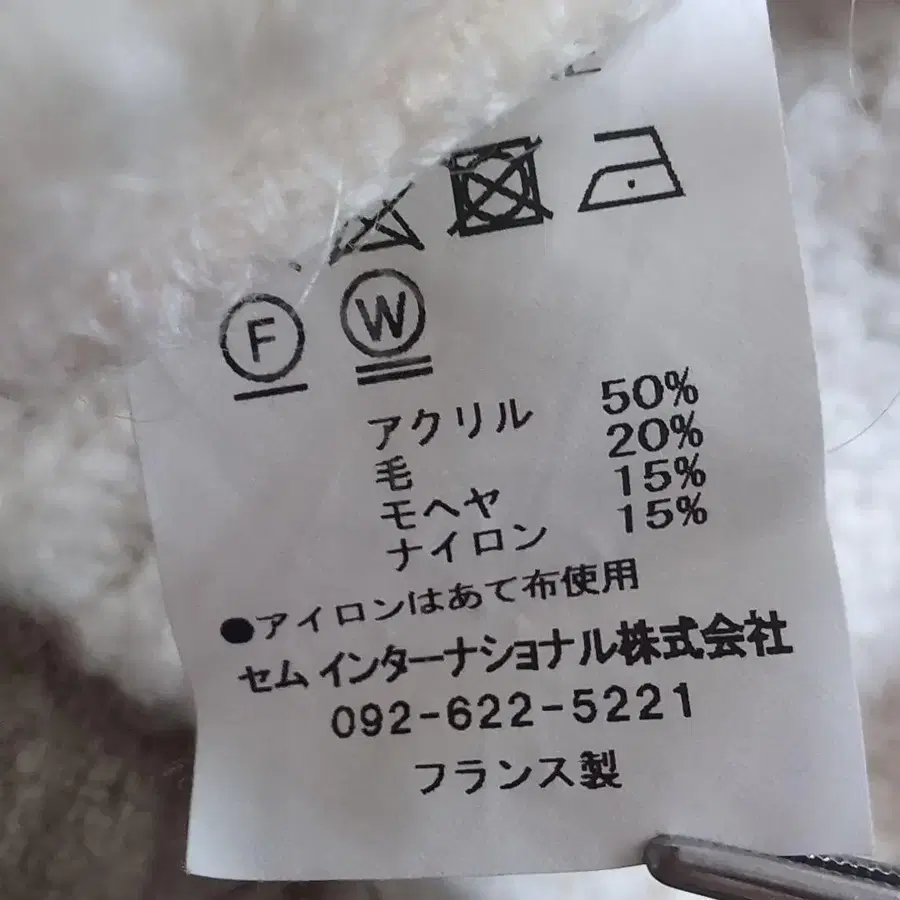 F W
アクリル 50%
毛 20%
モヘヤ 15%
ナイロン 15%
●アイロンはあて布使用
セムインターナショナル株式会社
092-622-5221
フランス製